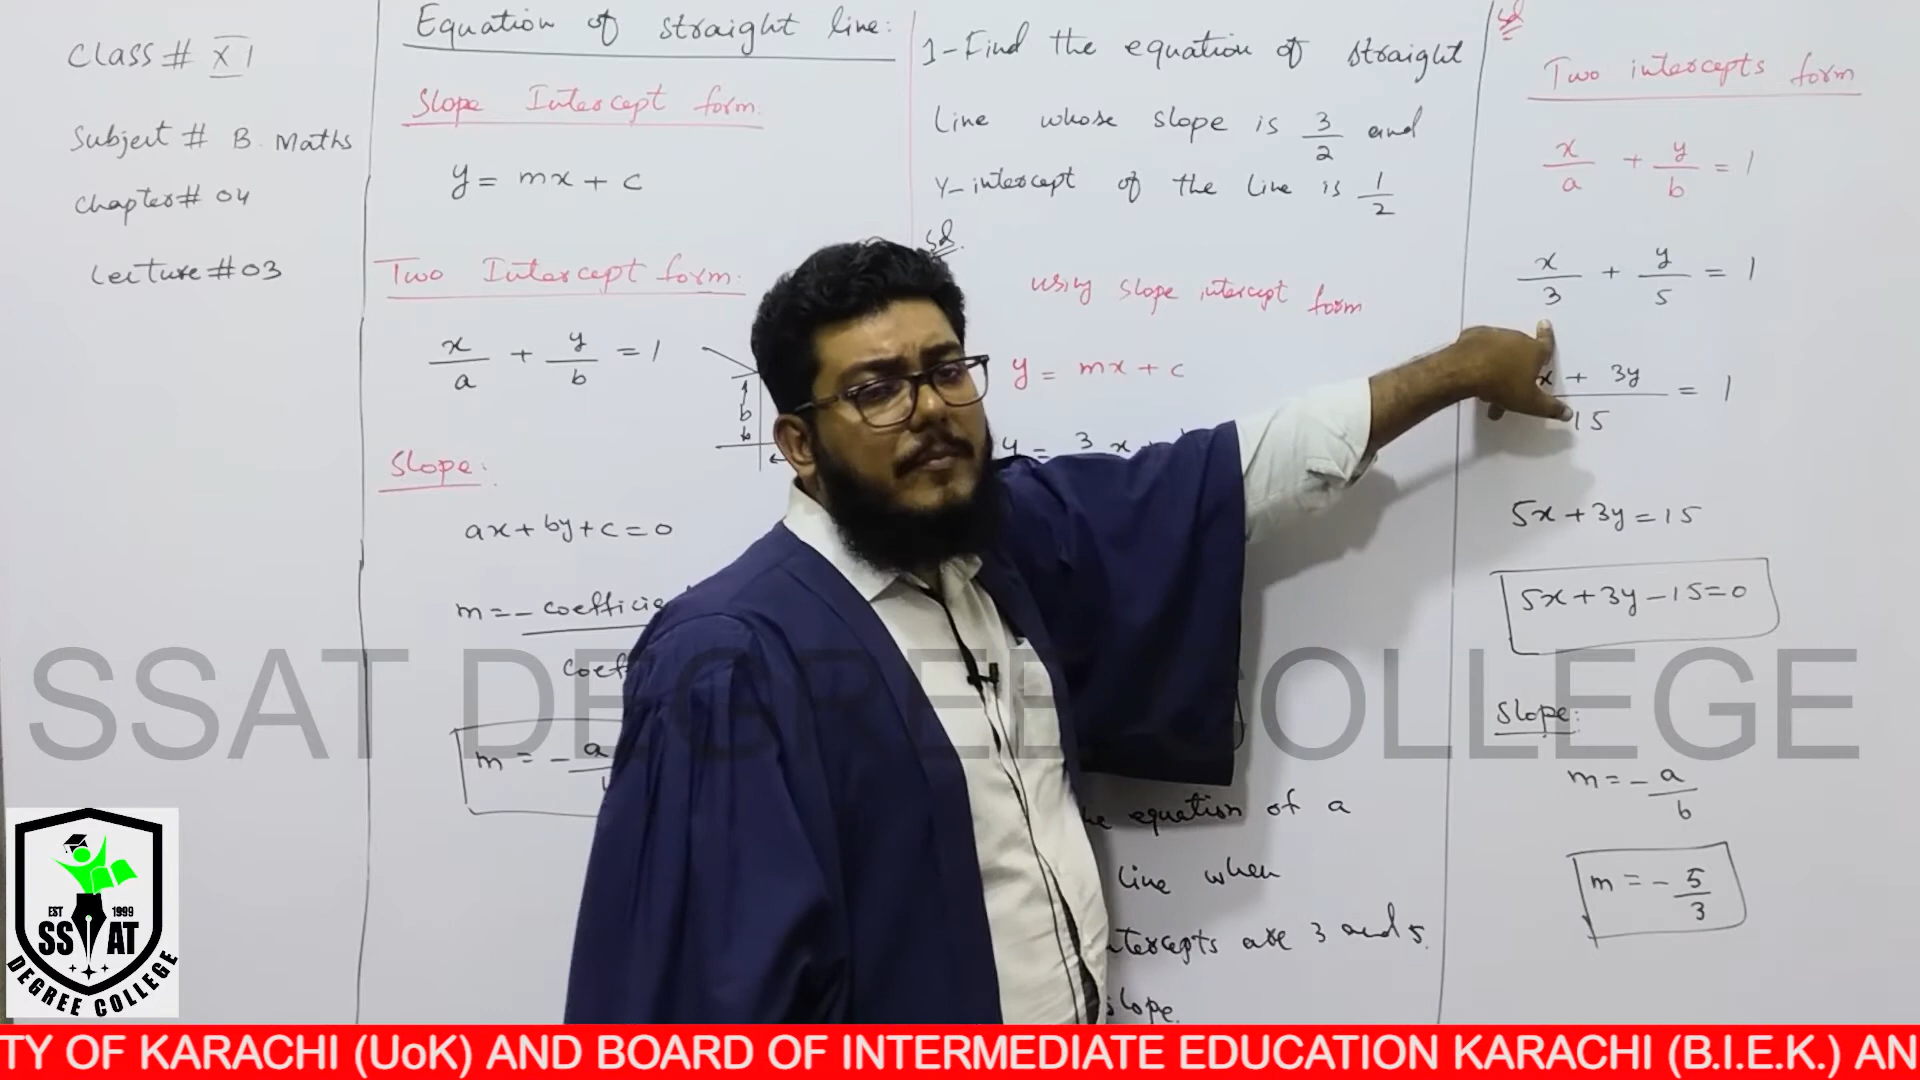 Class # XI
Subject # B. Maths
Chapter # 04
Lecture # 03
Equation of straight line:
Slope Intercept form:
y = mx + c
Two Intercept form:
x/a + y/b = 1
b
Slope:
ax + by + c = 0
m = - coefficie
coeff
m = - a
1-Find the equation of straight
Line whose slope is 3/2 and
Y-intercept of the Line is 1/2
Sol.
using slope intercept form
y = mx + c
y = 3 x +
equation of a
line when
intercepts are 3 and 5.
slope.
Sol
Two intercepts form
x/a + y/b = 1
x/3 + y/5 = 1
x + 3y / 15 = 1
5x + 3y = 15
5x + 3y - 15 = 0
Slope:
m = - a/b
m = - 5/3
SSAT DEGREE COLLEGE
EST 1999
SSAT
DEGREE COLLEGE
TY OF KARACHI (UoK) AND BOARD OF INTERMEDIATE EDUCATION KARACHI (B.I.E.K.) AN